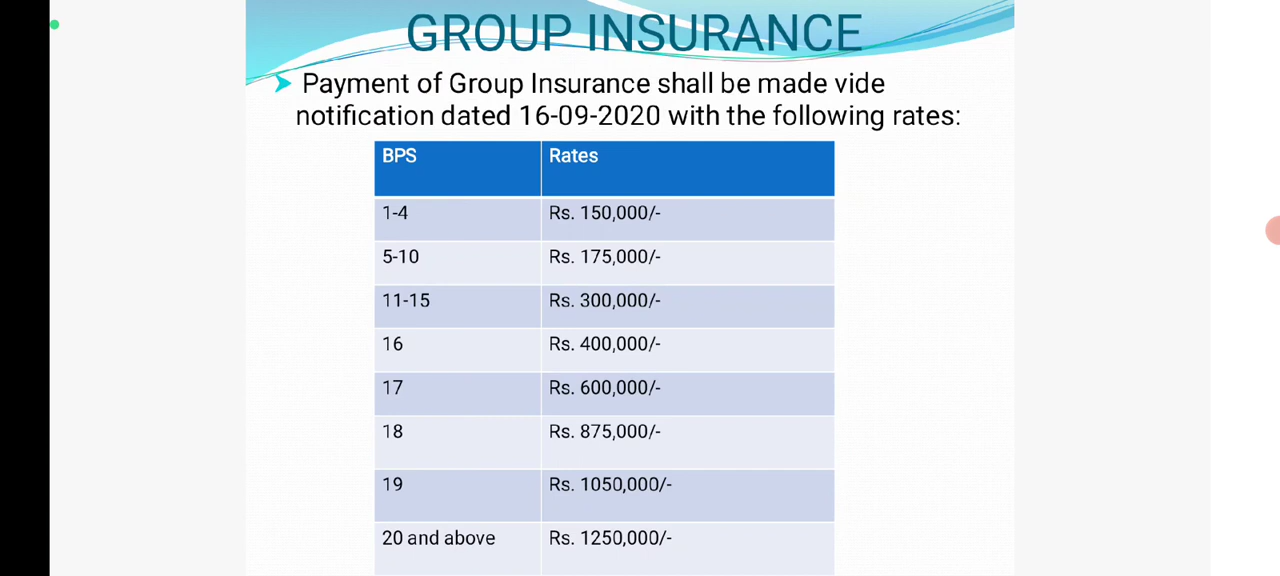 GROUP INSURANCE
Payment of Group Insurance shall be made vide
notification dated 16-09-2020 with the following rates:
BPS Rates
1-4 Rs. 150,000/-
5-10 Rs. 175,000/-
11-15 Rs. 300,000/-
16 Rs. 400,000/-
17 Rs. 600,000/-
18 Rs. 875,000/-
19 Rs. 1050,000/-
20 and above Rs. 1250,000/-